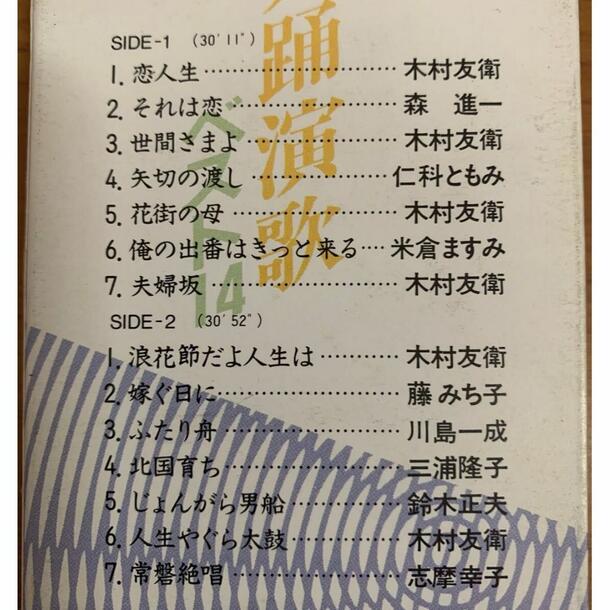 踊演歌
ベスト14
SIDE-1 (30'11")
1. 恋人生……………………木村友衛
2. それは恋…………………森 進一
3. 世間さまよ………………木村友衛
4. 矢切の渡し………………仁科ともみ
5. 花街の母…………………木村友衛
6. 俺の出番はきっと来る…米倉ますみ
7. 夫婦坂……………………木村友衛
SIDE-2 (30'52")
1. 浪花節だよ人生は………木村友衛
2. 嫁ぐ日に…………………藤みち子
3. ふたり舟…………………川島一成
4. 北国育ち…………………三浦隆子
5. じょんがら男船…………鈴木正夫
6. 人生やぐら太鼓…………木村友衛
7. 常磐絶唱…………………志摩幸子